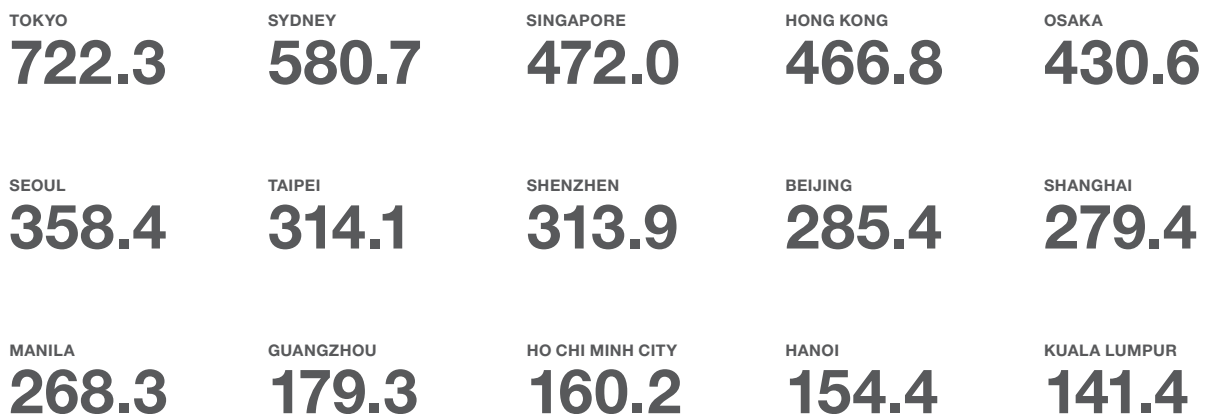 TOKYO SYDNEY SINGAPORE HONG KONG OSAKA
722.3 580.7 472.0 466.8 430.6
SEOUL TAIPEI SHENZHEN BEIJING SHANGHAI
358.4 314.1 313.9 285.4 279.4
MANILA GUANGZHOU HO CHI MINH CITY HANOI KUALA LUMPUR
268.3 179.3 160.2 154.4 141.4